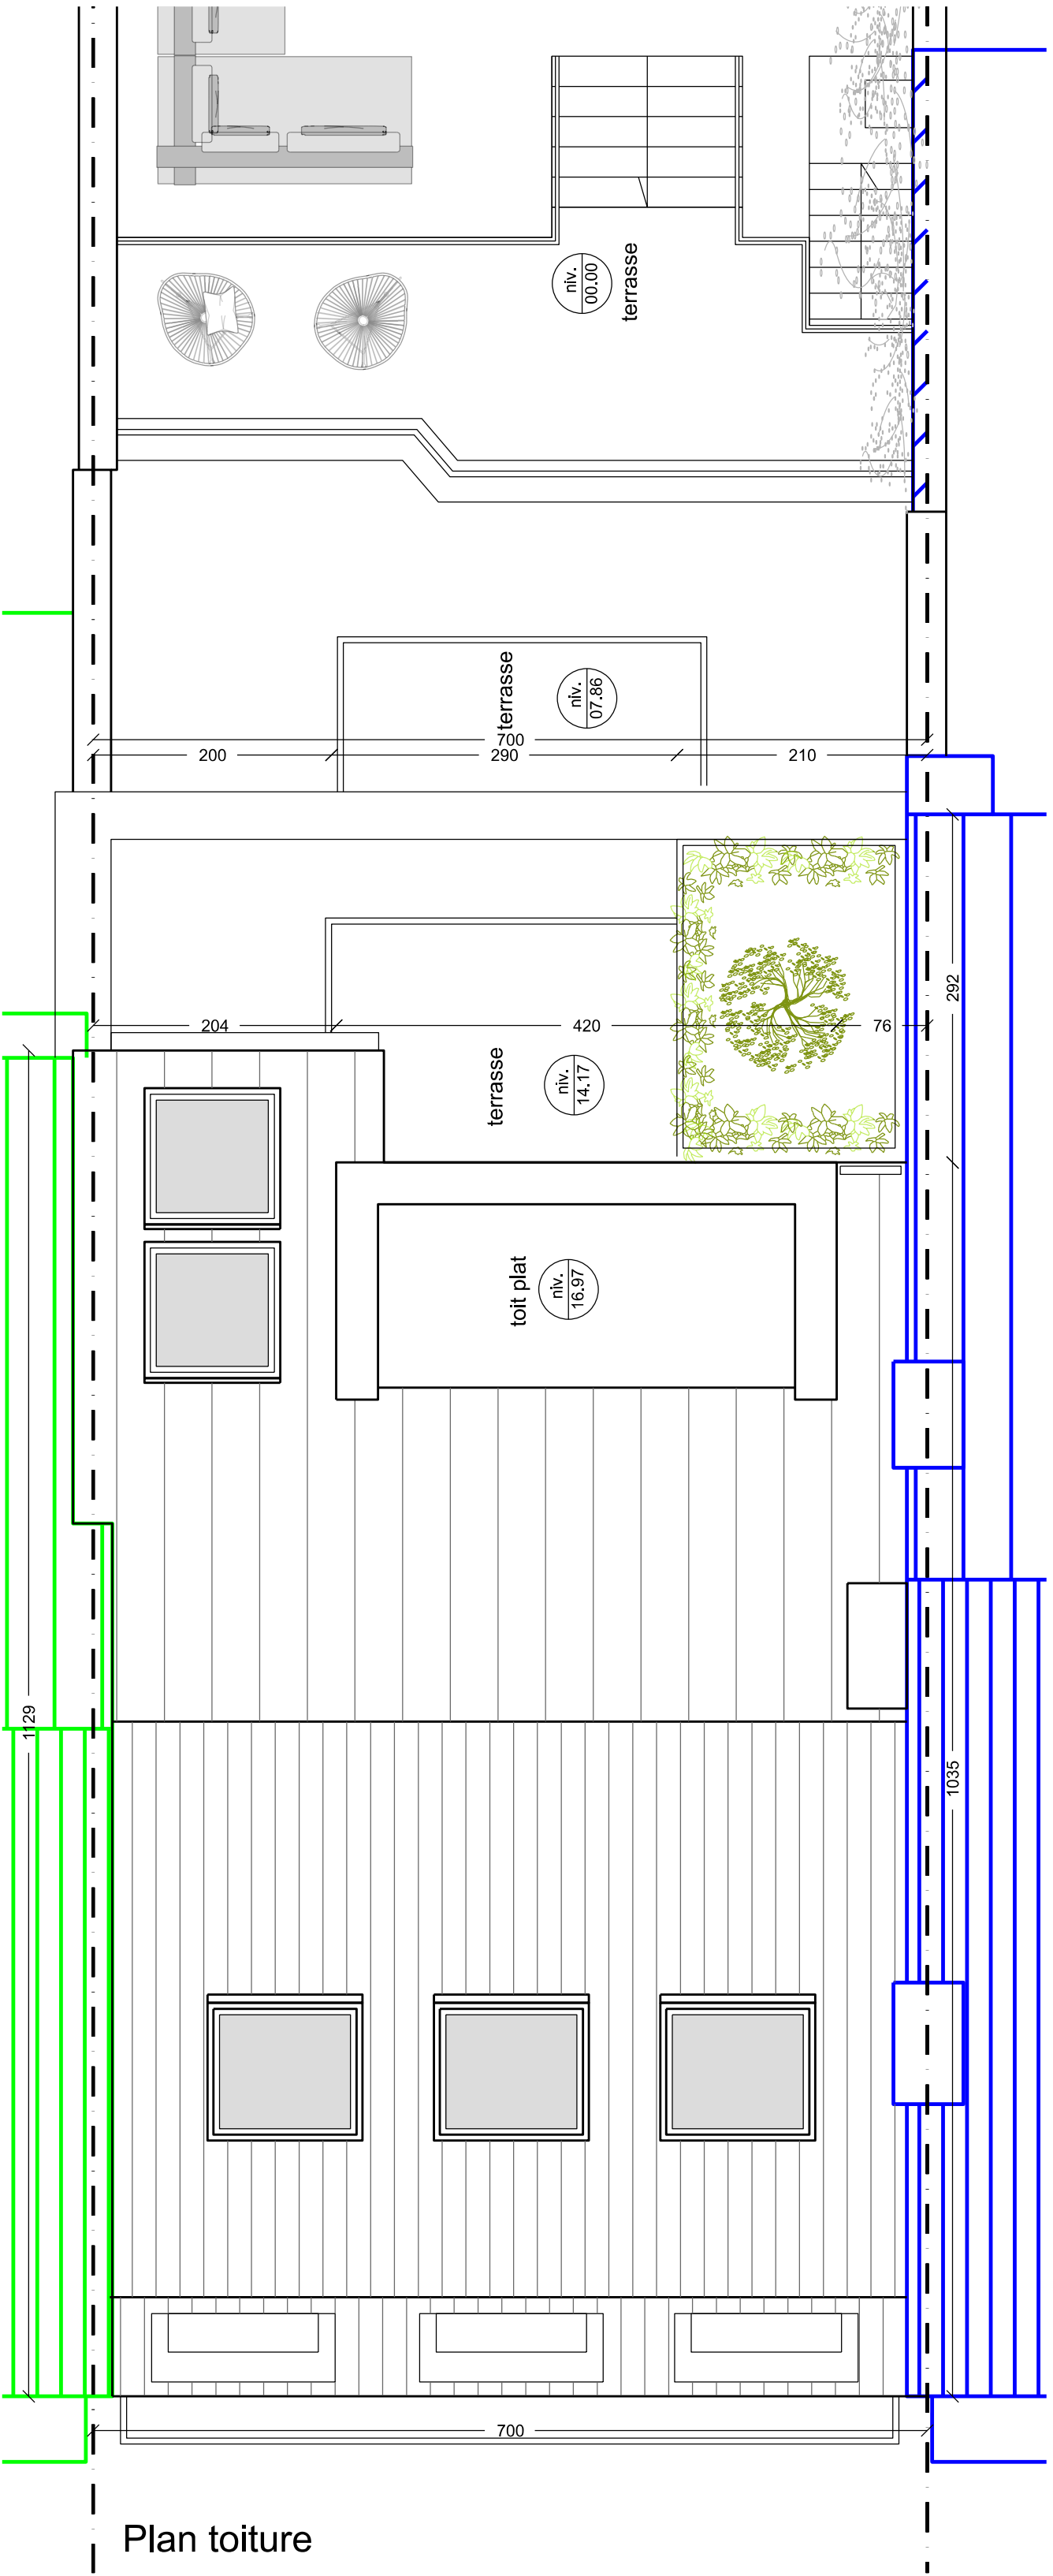 niv.
00.00
terrasse
terrasse
niv.
07.86
700
200
290
210
292
204
420
76
terrasse
niv.
14.17
toit plat
niv.
16.97
1129
1035
700
Plan toiture